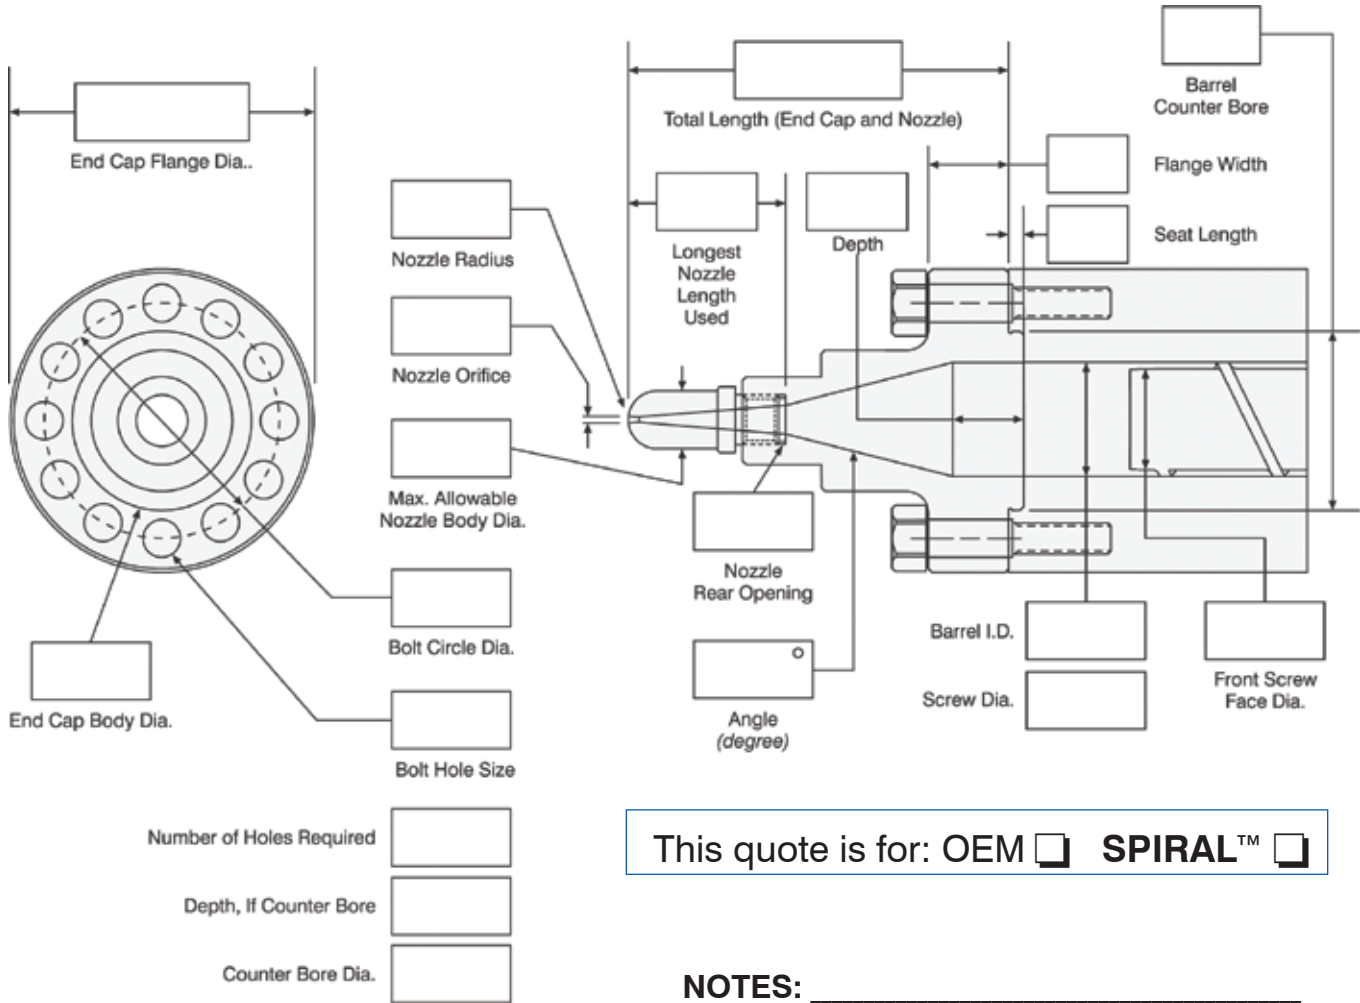 Barrel
Counter Bore
Total Length (End Cap and Nozzle)
End Cap Flange Dia..
Flange Width
Seat Length
Depth
Longest
Nozzle
Length
Used
Nozzle Radius
Nozzle Orifice
Max. Allowable
Nozzle Body Dia.
Nozzle
Rear Opening
Bolt Circle Dia.
Barrel I.D.
Front Screw
Face Dia.
Screw Dia.
End Cap Body Dia.
Angle
(degree)
Bolt Hole Size
Number of Holes Required
This quote is for: OEM ❏ SPIRAL™ ❏
Depth, If Counter Bore
Counter Bore Dia.
NOTES: ____________________________